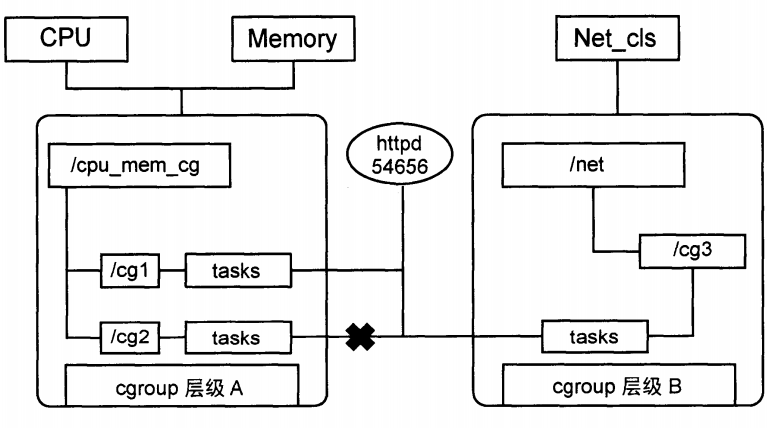 CPU
Memory
Net_cls
httpd
54656
/cpu_mem_cg
/net
/cg1
tasks
/cg3
/cg2
tasks
tasks
cgroup 层级 A
cgroup 层级 B